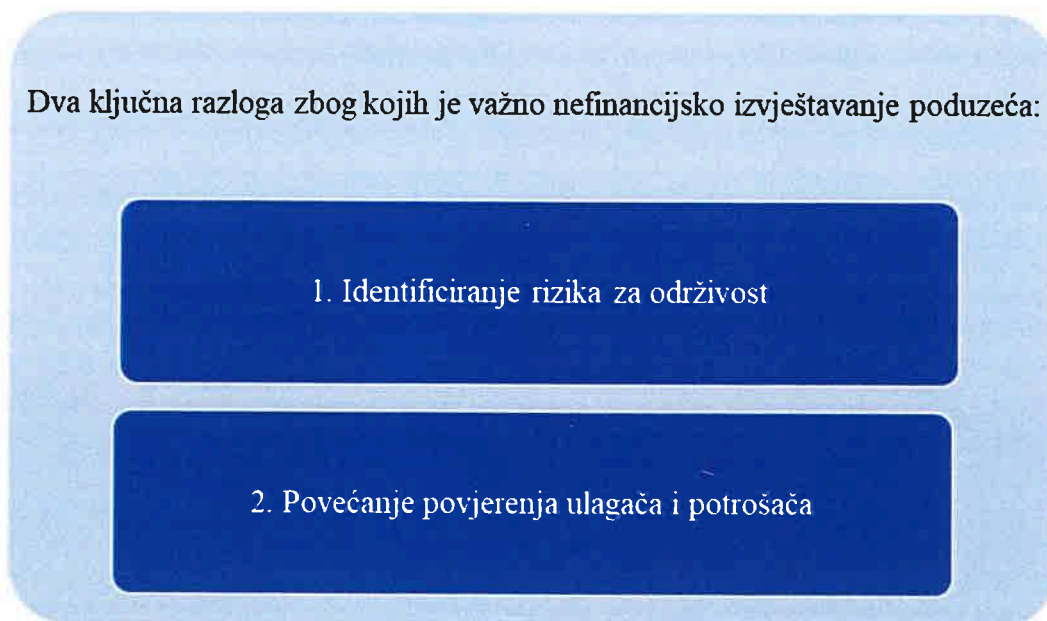 Dva ključna razloga zbog kojih je važno nefinancijsko izvještavanje poduzeća:
1. Identificiranje rizika za održivost
2. Povećanje povjerenja ulagača i potrošača